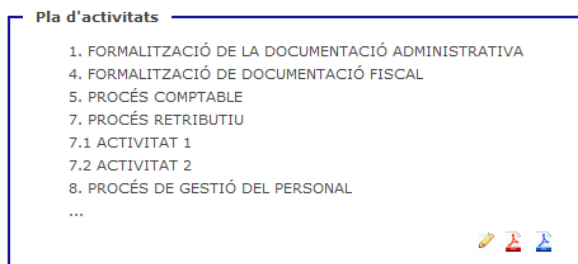 Pla d'activitats
1. FORMALITZACIÓ DE LA DOCUMENTACIÓ ADMINISTRATIVA
4. FORMALITZACIÓ DE DOCUMENTACIÓ FISCAL
5. PROCÉS COMPTABLE
7. PROCÉS RETRIBUTIU
7.1 ACTIVITAT 1
7.2 ACTIVITAT 2
8. PROCÉS DE GESTIÓ DEL PERSONAL
...